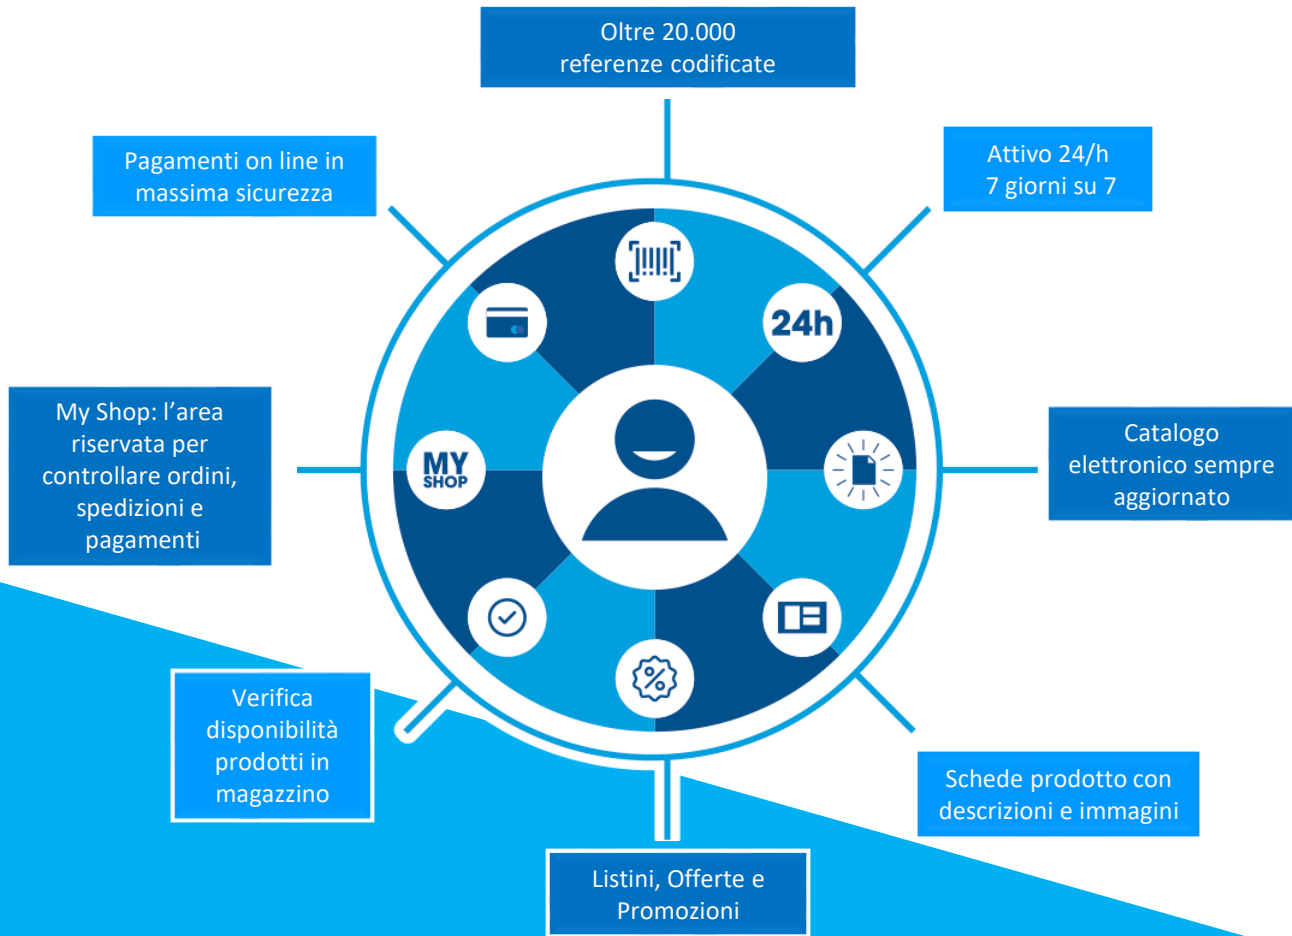 Oltre 20.000
referenze codificate
Pagamenti on line in
massima sicurezza
Attivo 24/h
7 giorni su 7
24h
My Shop: l’area
riservata per
controllare ordini,
spedizioni e
pagamenti
MY
SHOP
Catalogo
elettronico sempre
aggiornato
Verifica
disponibilità
prodotti in
magazzino
%
Schede prodotto con
descrizioni e immagini
Listini, Offerte e
Promozioni